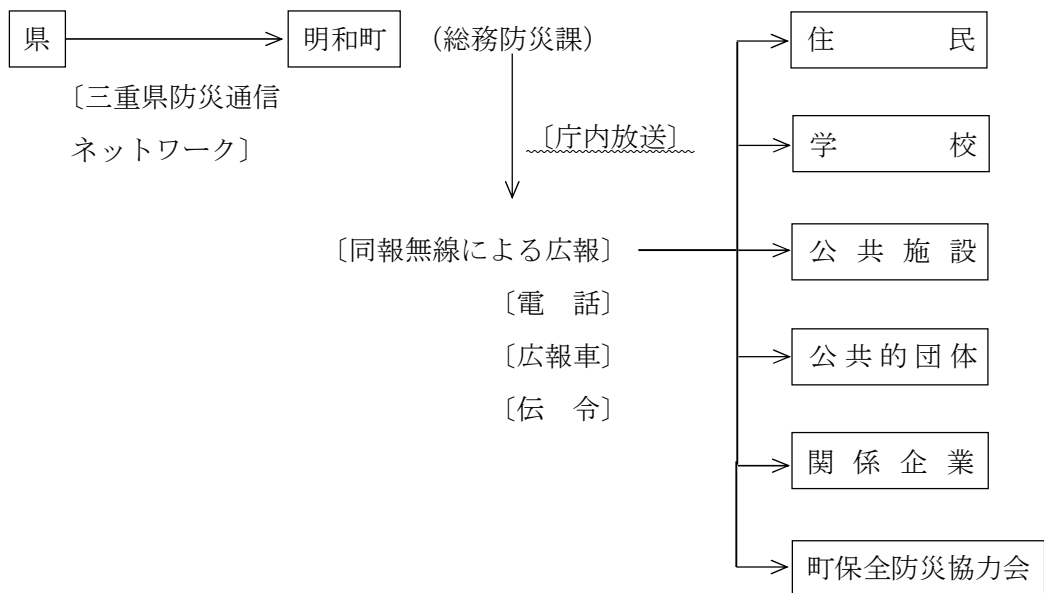 県
明和町
（総務防災課）
〔三重県防災通信
ネットワーク〕
〔庁内放送〕
〔同報無線による広報〕
〔電　話〕
〔広報車〕
〔伝　令〕
住　　　民
学　　　校
公 共 施 設
公共的団体
関 係 企 業
町保全防災協力会